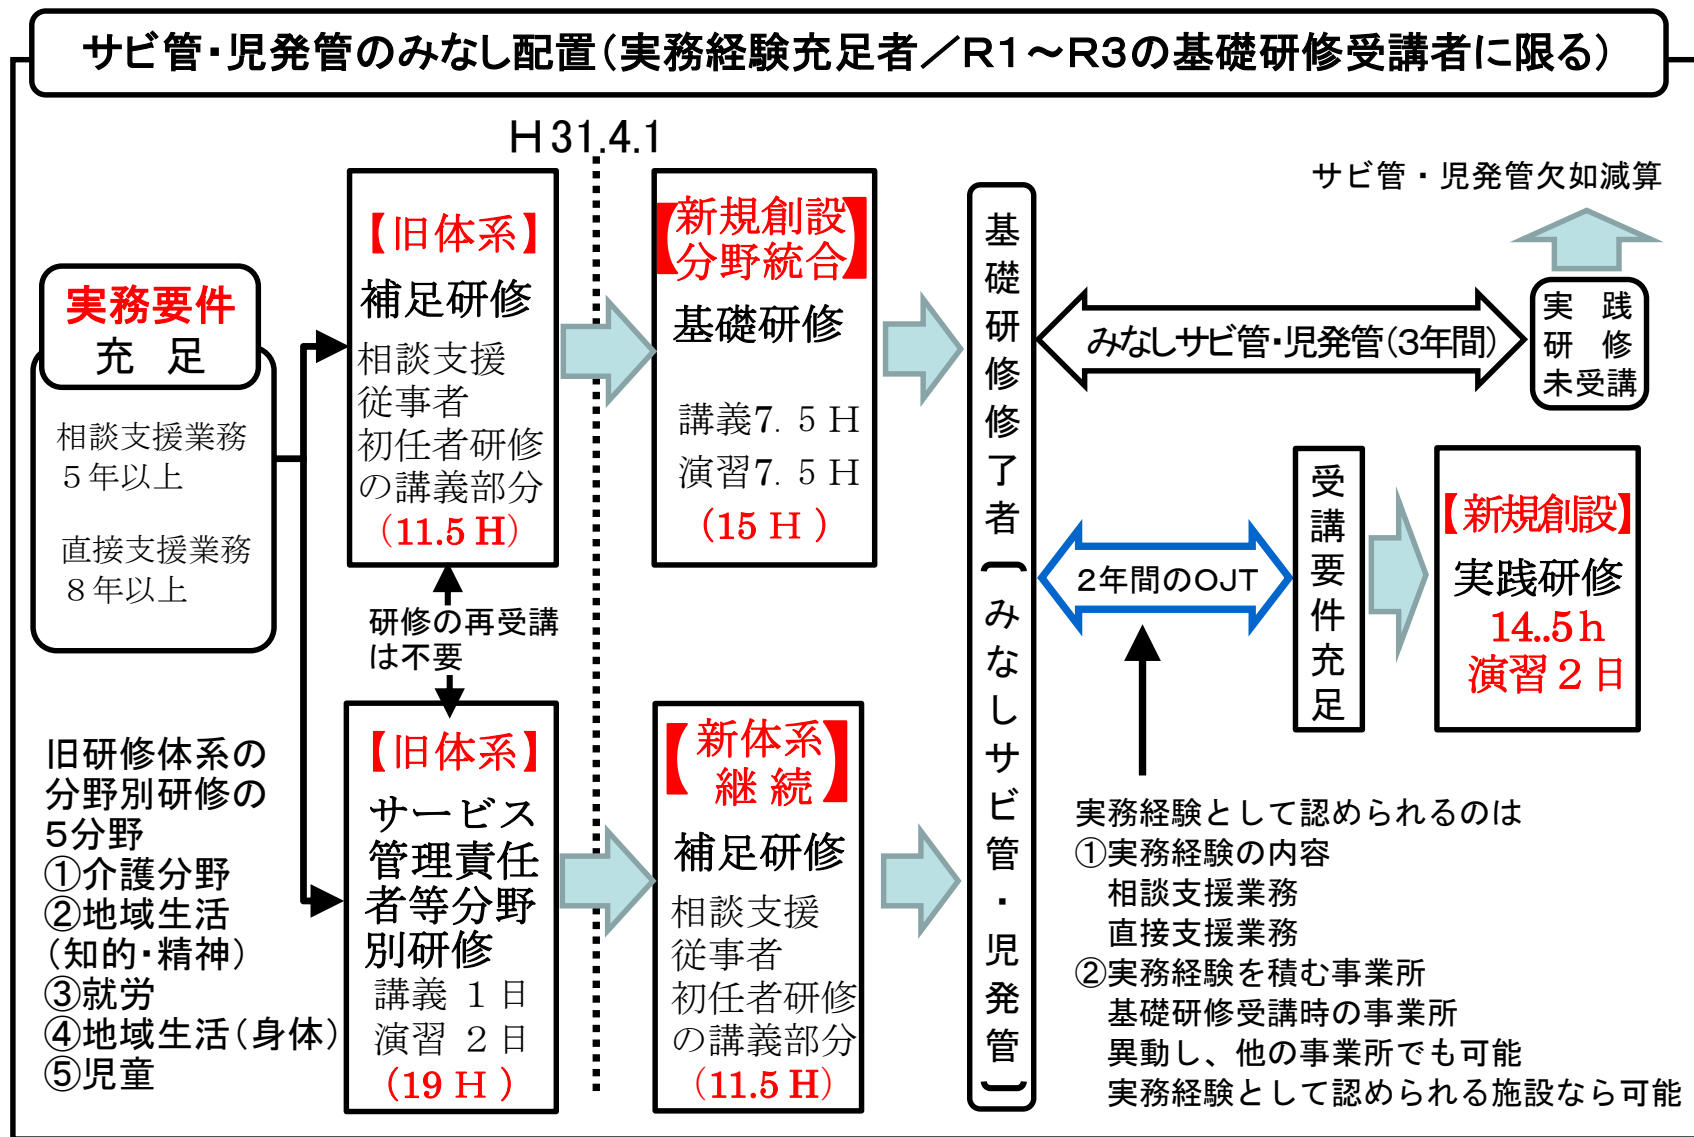 サビ管・児発管のみなし配置（実務経験充足者／R1～R3の基礎研修受講者に限る）
H31.4.1
実務要件
充　足
相談支援業務
５年以上
直接支援業務
８年以上
旧研修体系の
分野別研修の
5分野
①介護分野
②地域生活
（知的・精神）
③就労
④地域生活（身体）
⑤児童
【旧体系】
補足研修
相談支援
従事者
初任者研修
の講義部分
（11.5 H）
研修の再受講
は不要
【旧体系】
サービス
管理責任
者等分野
別研修
講義 １日
演習 ２日
（19 H ）
【新規創設
分野統合】
基礎研修
講義7. 5 H
演習7. 5 H
（15 H ）
【新体系
継 続】
補足研修
相談支援
従事者
初任者研修
の講義部分
（11.5 H）
基礎研修修了者（みなしサビ管・児発管）
みなしサビ管・児発管（3年間）
サビ管・児発管欠如減算
実　践
研　修
未受講
2年間のOJT
受講要件充足
【新規創設】
実践研修
14..5ｈ
演習２日
実務経験として認められるのは
①実務経験の内容
相談支援業務
直接支援業務
②実務経験を積む事業所
基礎研修受講時の事業所
異動し、他の事業所でも可能
実務経験として認められる施設なら可能